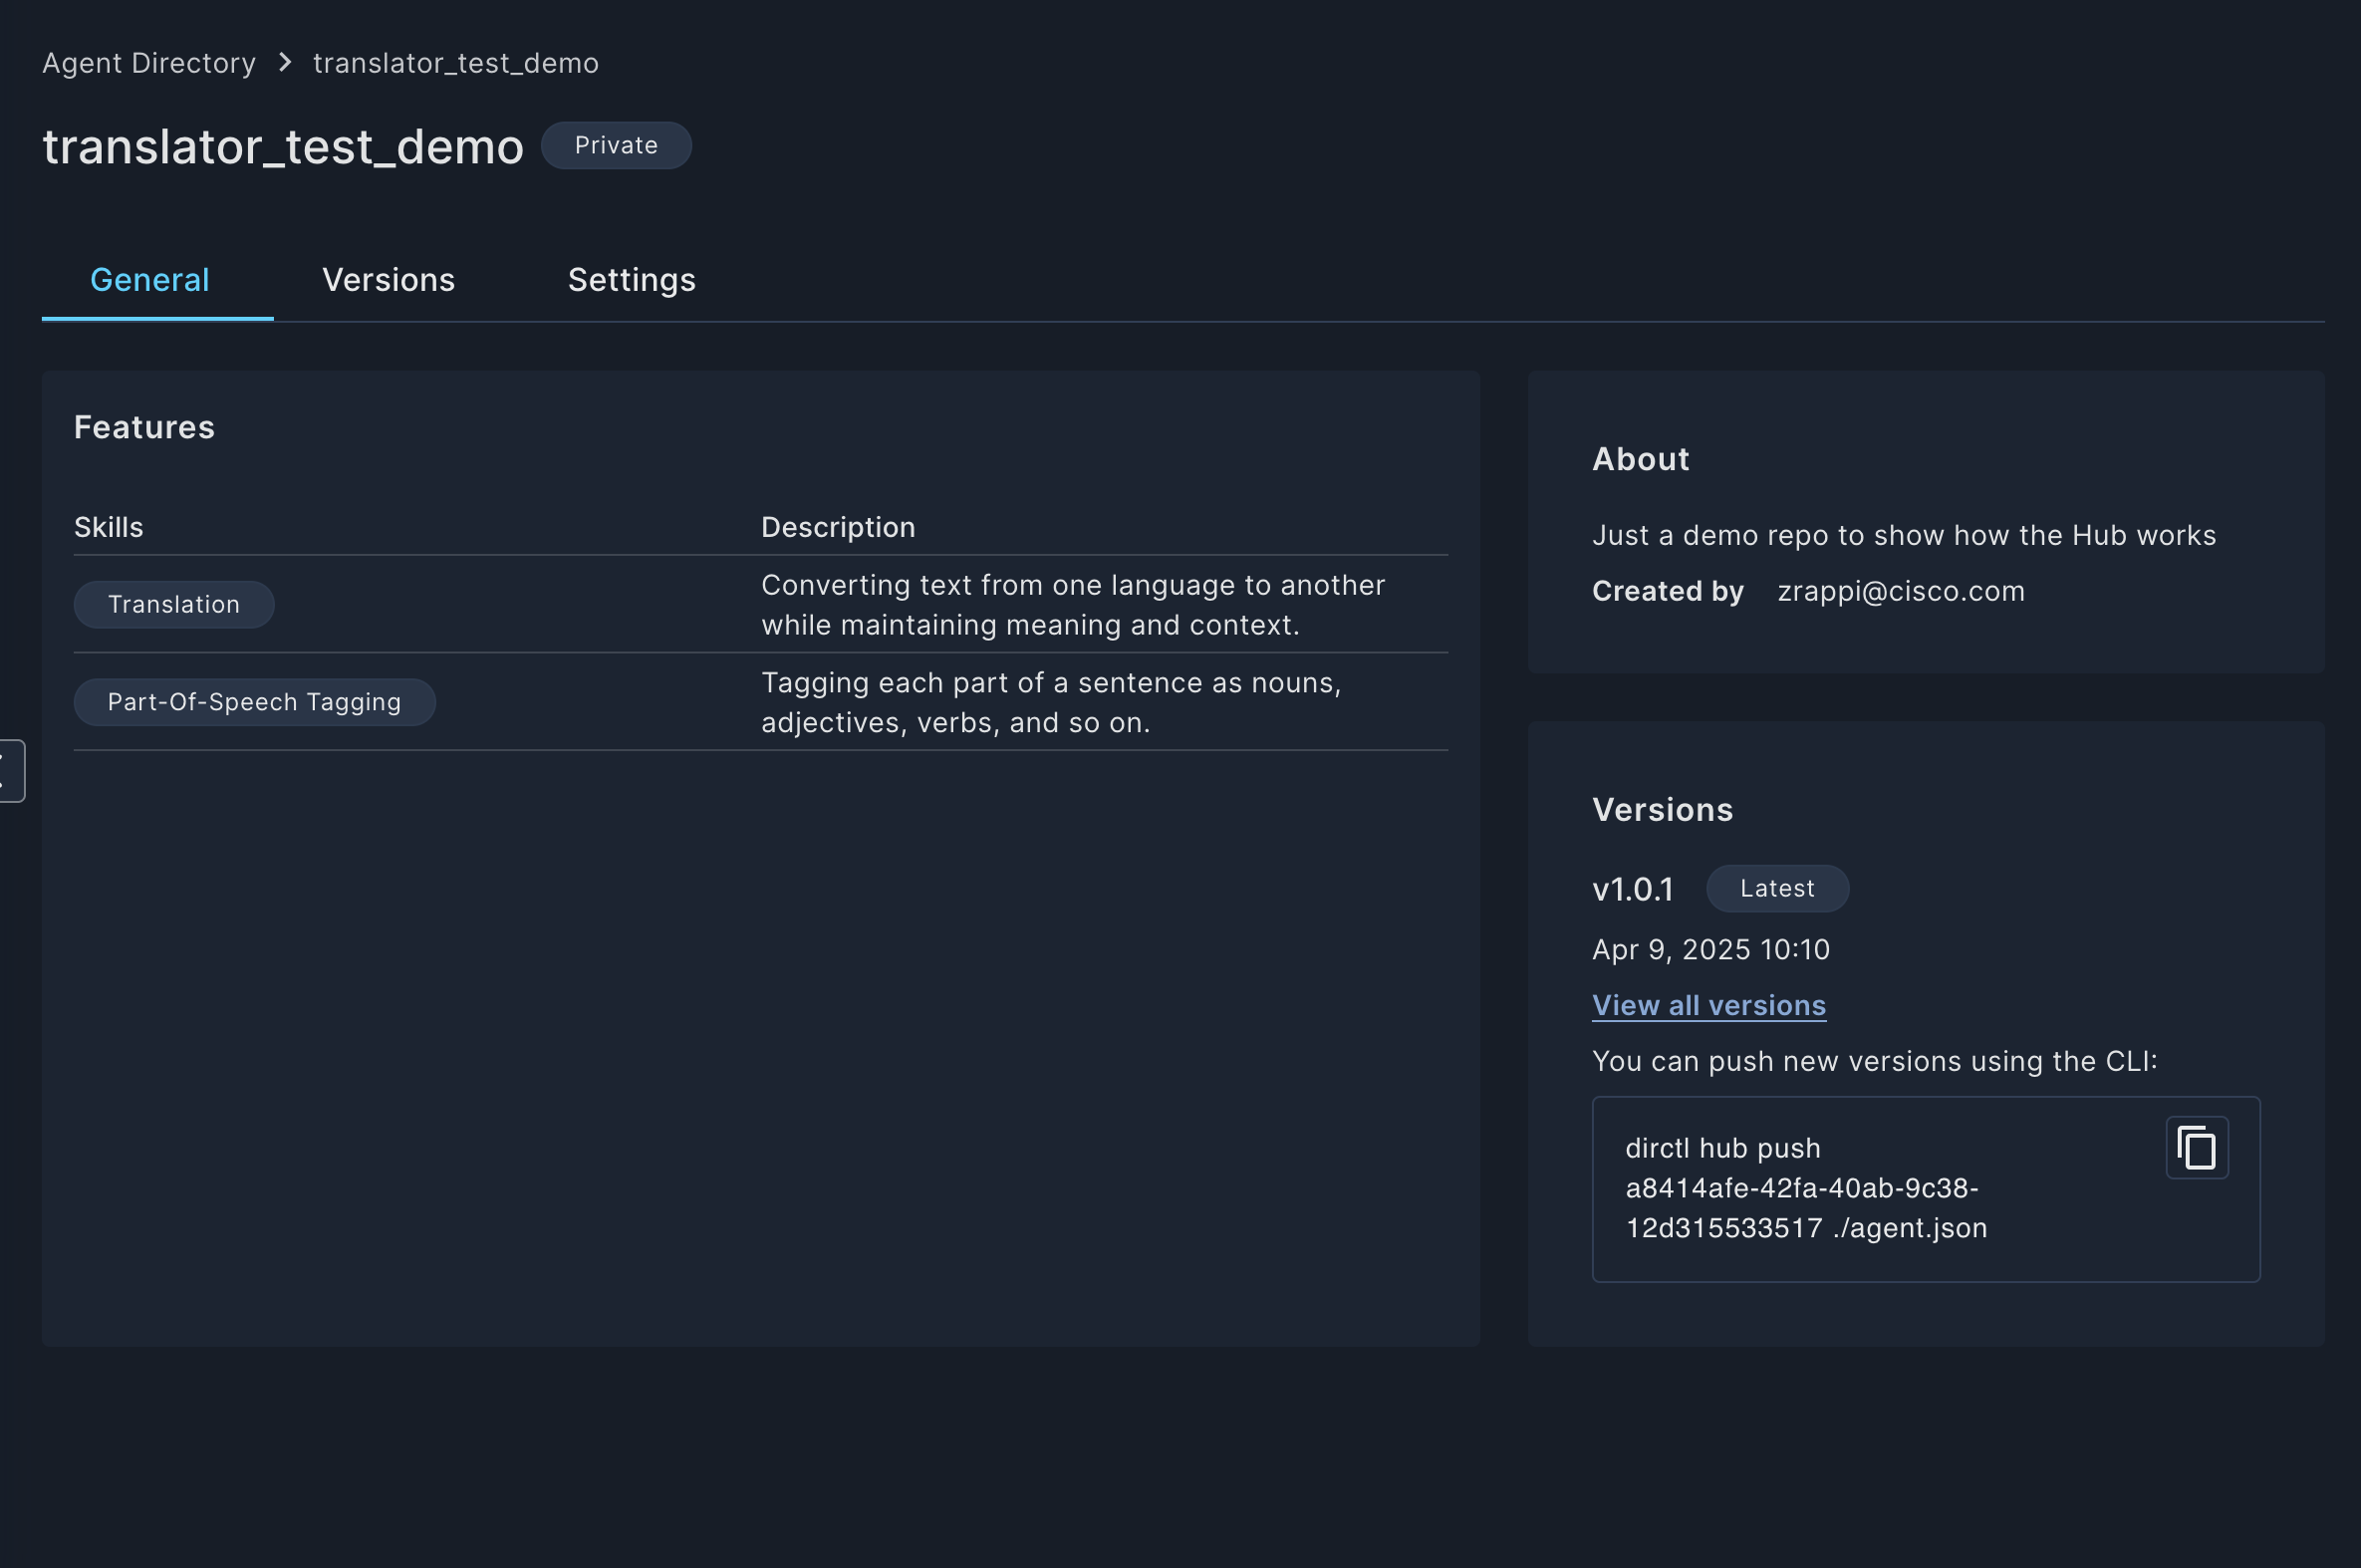 Agent Directory > translator_test_demo
translator_test_demo Private
General Versions Settings
Features
Skills Description
Translation
Converting text from one language to another
while maintaining meaning and context.
Part-Of-Speech Tagging
Tagging each part of a sentence as nouns,
adjectives, verbs, and so on.
About
Just a demo repo to show how the Hub works
Created by zrappi@cisco.com
Versions
v1.0.1 Latest
Apr 9, 2025 10:10
View all versions
You can push new versions using the CLI:
dirctl hub push
a8414afe-42fa-40ab-9c38-
12d315533517 ./agent.json